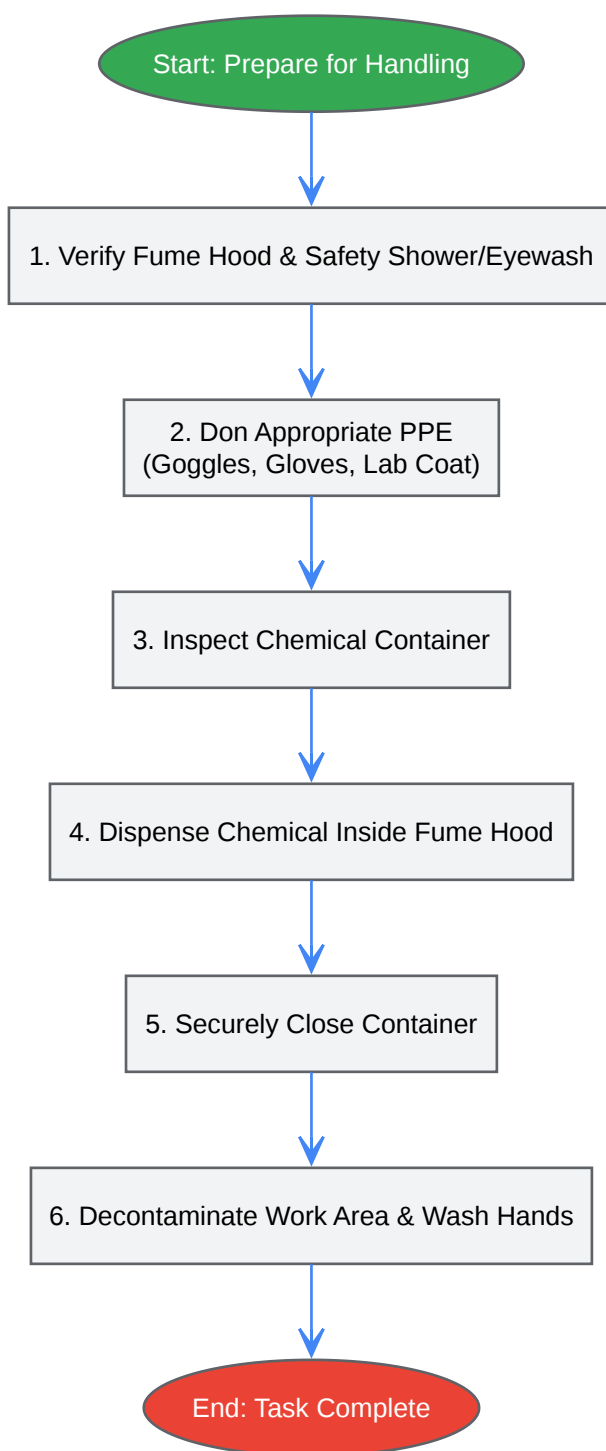 Start: Prepare for Handling
1. Verify Fume Hood & Safety Shower/Eyewash
2. Don Appropriate PPE
(Goggles, Gloves, Lab Coat)
3. Inspect Chemical Container
4. Dispense Chemical Inside Fume Hood
5. Securely Close Container
6. Decontaminate Work Area & Wash Hands
End: Task Complete